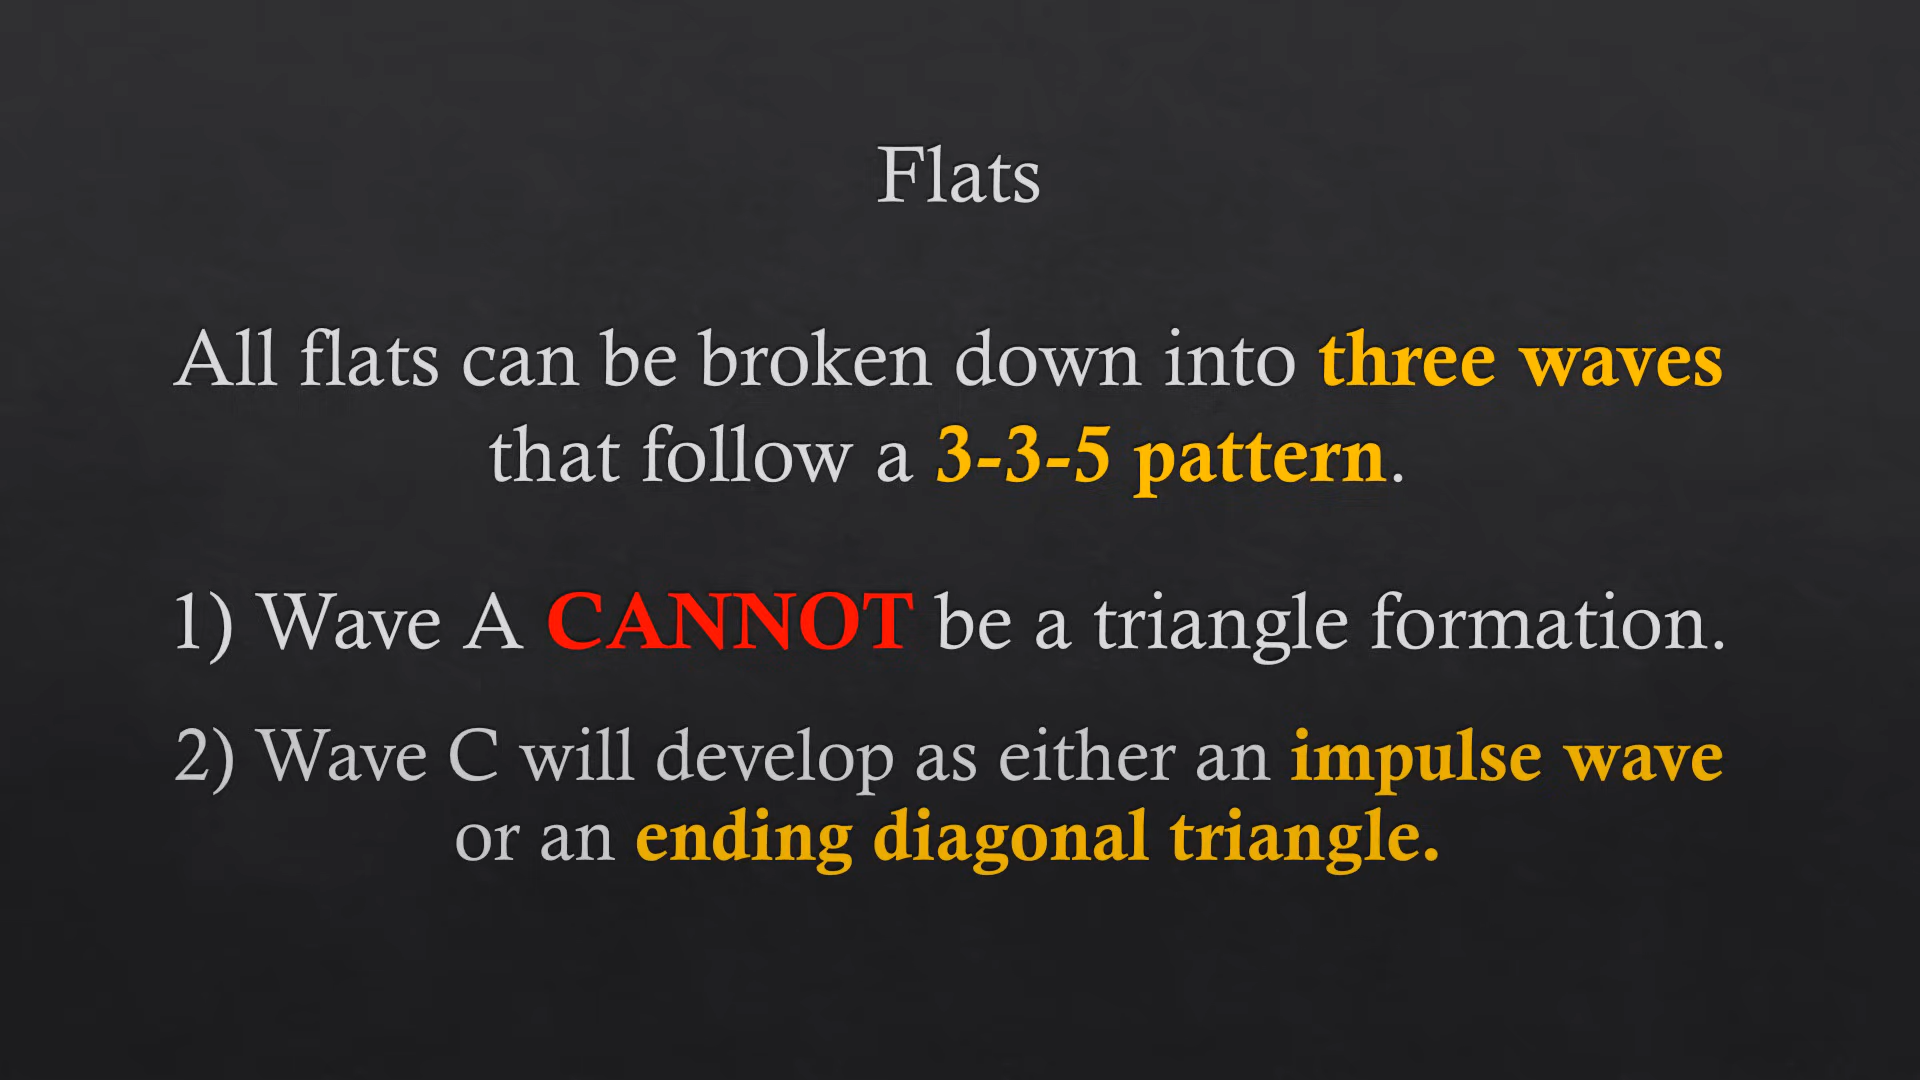 Flats
All flats can be broken down into three waves
that follow a 3-3-5 pattern.
1) Wave A CANNOT be a triangle formation.
2) Wave C will develop as either an impulse wave
or an ending diagonal triangle.